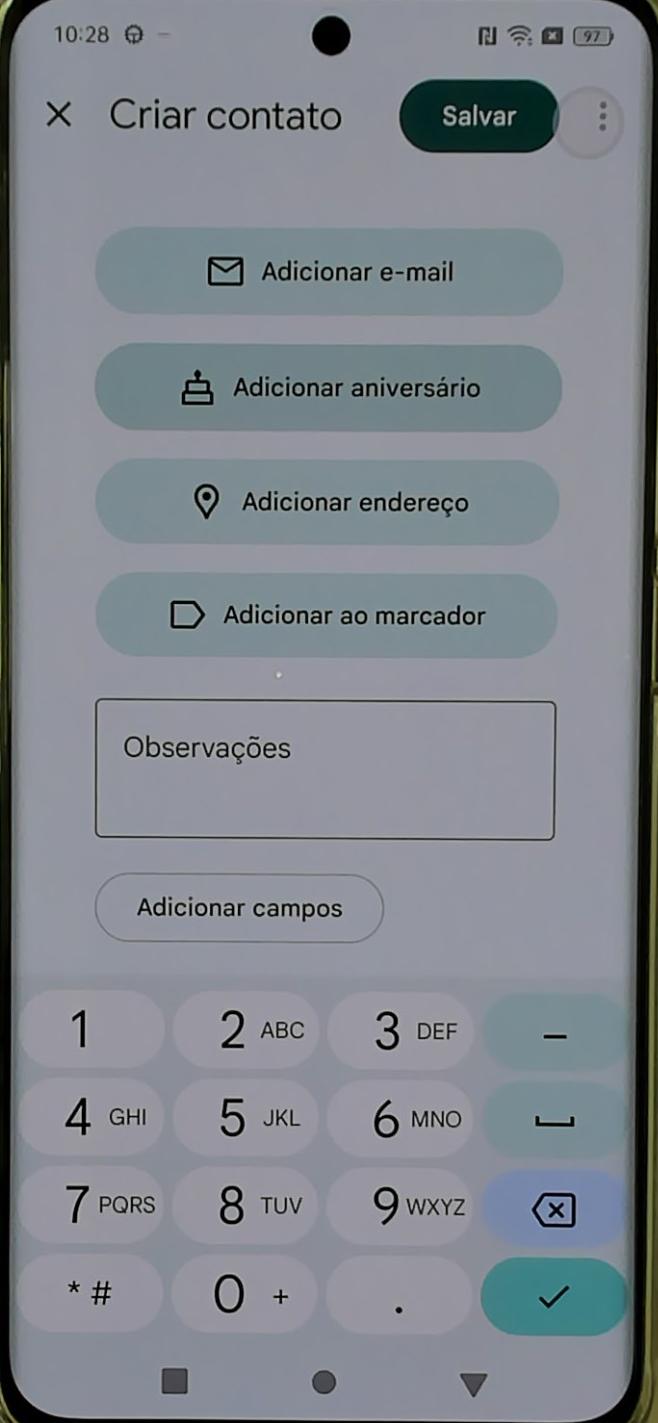 10:28
97
Criar contato
Salvar
Adicionar e-mail
Adicionar aniversário
Adicionar endereço
Adicionar ao marcador
Observações
Adicionar campos
1 2 ABC 3 DEF –
4 GHI 5 JKL 6 MNO
7 PQRS 8 TUV 9 WXYZ
* # 0 + .